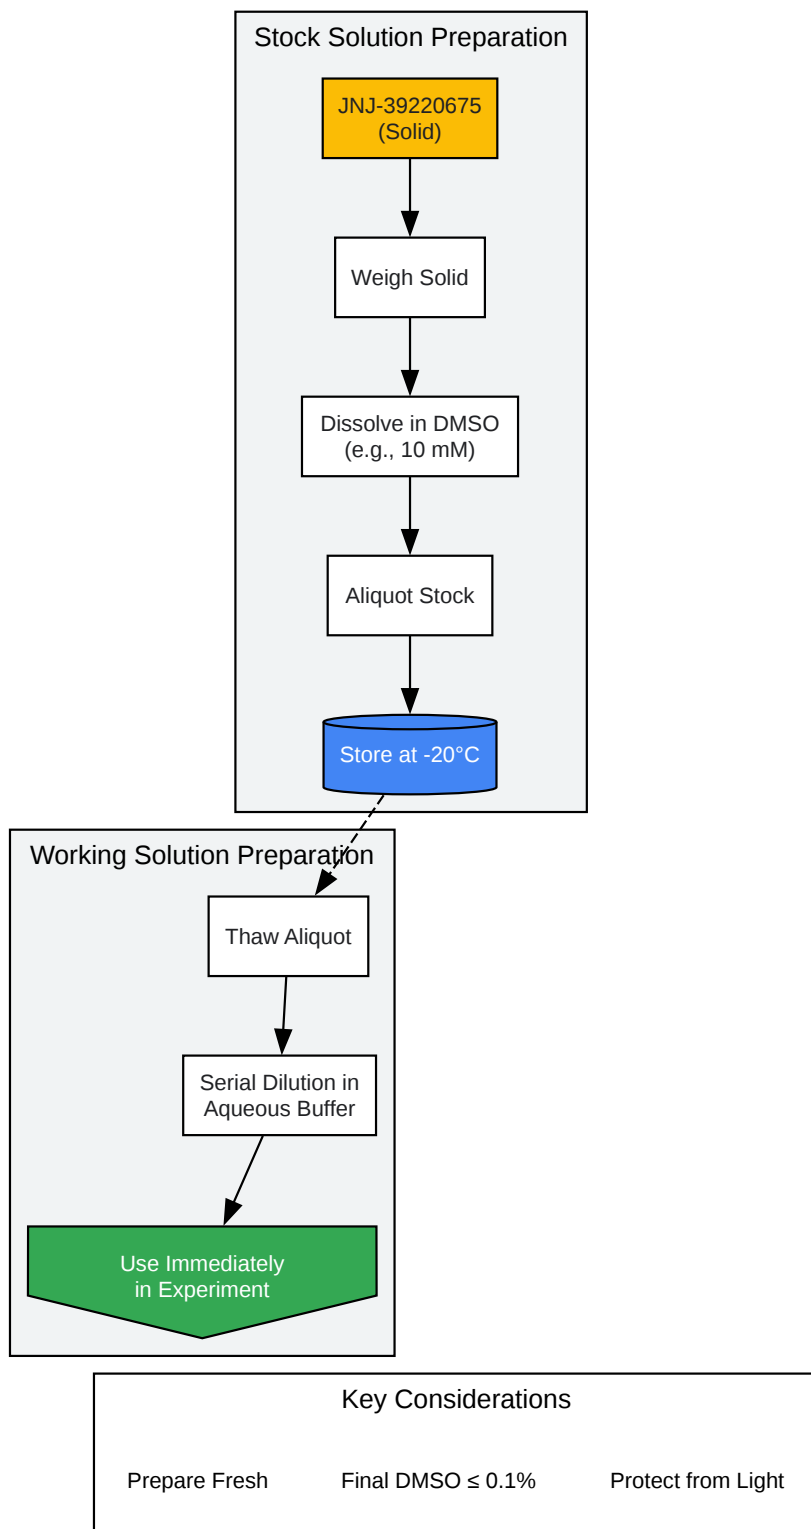 Stock Solution Preparation
JNJ-39220675
(Solid)
Weigh Solid
Dissolve in DMSO
(e.g., 10 mM)
Aliquot Stock
Store at -20°C
Working Solution Preparation
Thaw Aliquot
Serial Dilution in
Aqueous Buffer
Use Immediately
in Experiment
Key Considerations
Prepare Fresh
Final DMSO ≤ 0.1%
Protect from Light